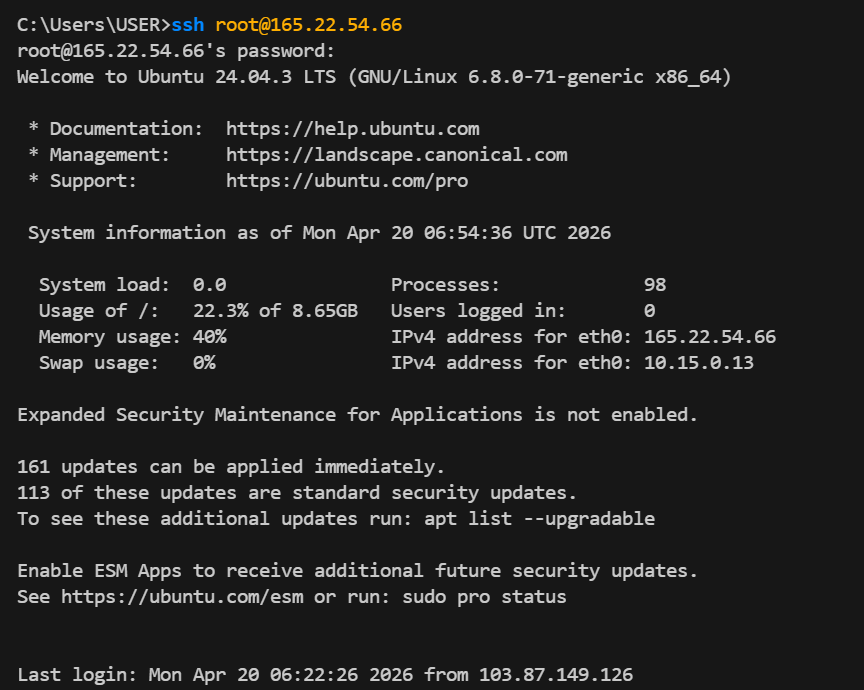 C:\Users\USER>ssh root@165.22.54.66
root@165.22.54.66's password:
Welcome to Ubuntu 24.04.3 LTS (GNU/Linux 6.8.0-71-generic x86_64)
* Documentation: https://help.ubuntu.com
* Management: https://landscape.canonical.com
* Support: https://ubuntu.com/pro
System information as of Mon Apr 20 06:54:36 UTC 2026
System load: 0.0 Processes: 98
Usage of /: 22.3% of 8.65GB Users logged in: 0
Memory usage: 40% IPv4 address for eth0: 165.22.54.66
Swap usage: 0% IPv4 address for eth0: 10.15.0.13
Expanded Security Maintenance for Applications is not enabled.
161 updates can be applied immediately.
113 of these updates are standard security updates.
To see these additional updates run: apt list --upgradable
Enable ESM Apps to receive additional future security updates.
See https://ubuntu.com/esm or run: sudo pro status
Last login: Mon Apr 20 06:22:26 2026 from 103.87.149.126